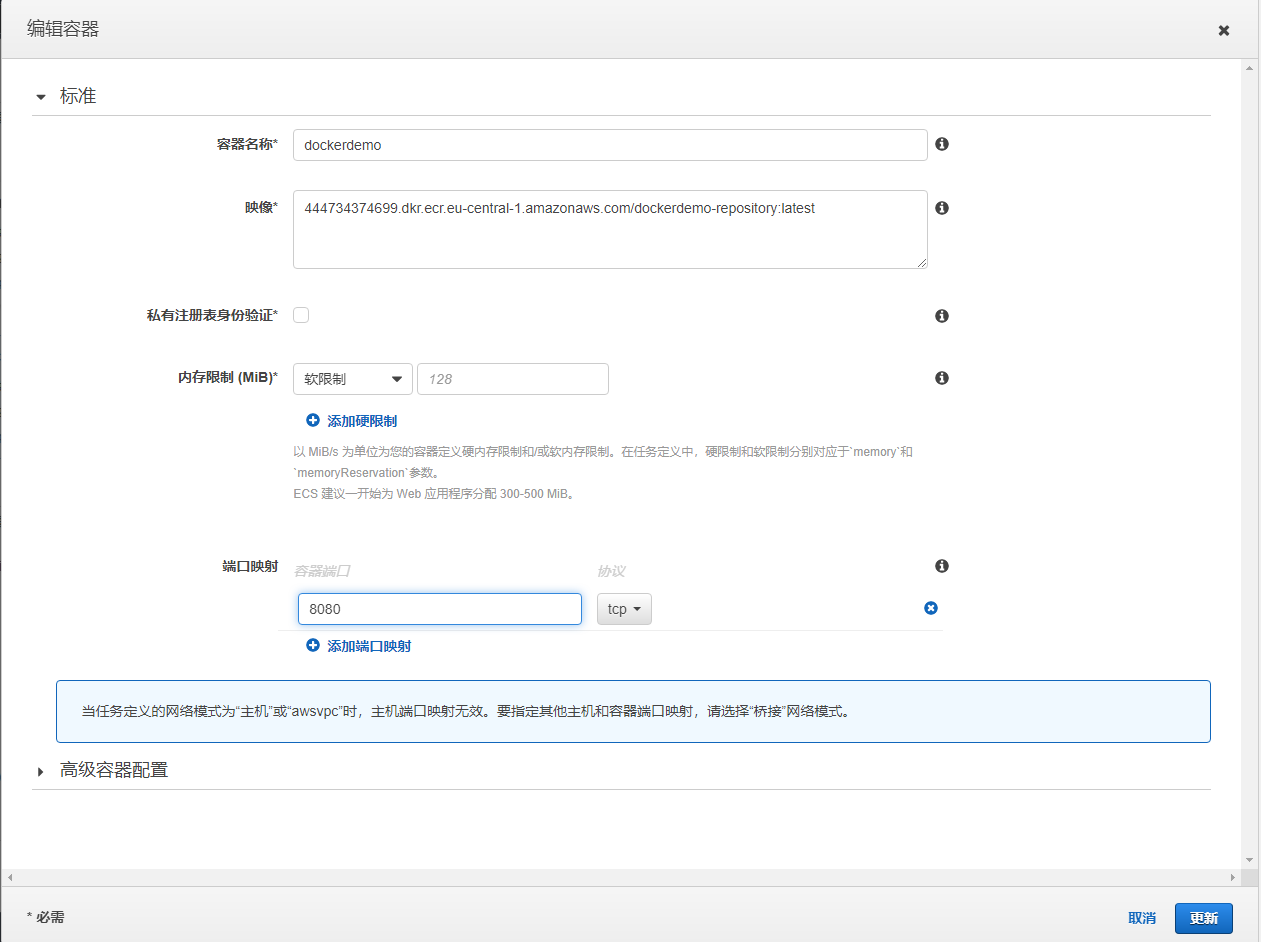 编辑容器
标准
容器名称*
dockerdemo
映像*
444734374699.dkr.ecr.eu-central-1.amazonaws.com/dockerdemo-repository:latest
私有注册表身份验证*
内存限制 (MiB)*
软限制
128
添加硬限制
以 MiB/s 为单位为您的容器定义硬内存限制和/或软内存限制。在任务定义中，硬限制和软限制分别对应于`memory`和
`memoryReservation`参数。
ECS 建议一开始为 Web 应用程序分配 300-500 MiB。
端口映射
容器端口
协议
8080
tcp
添加端口映射
当任务定义的网络模式为“主机”或“awsvpc”时，主机端口映射无效。要指定其他主机和容器端口映射，请选择“桥接”网络模式。
高级容器配置
* 必需
取消
更新